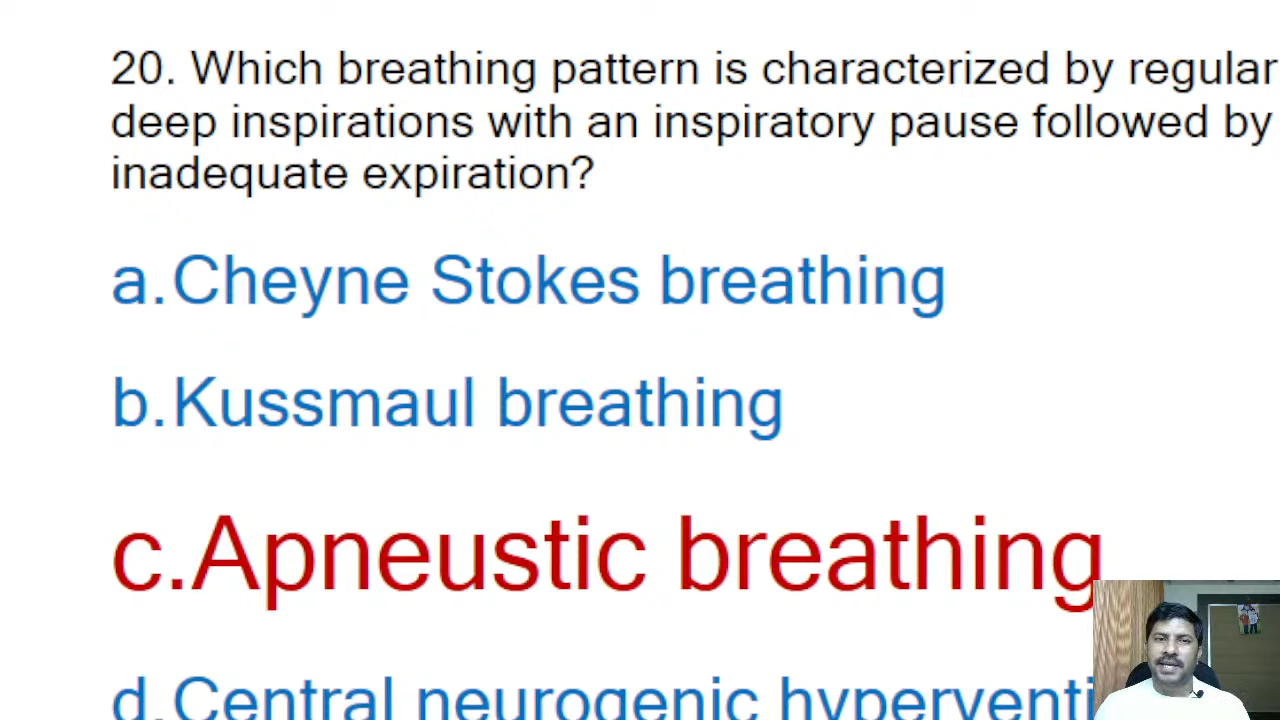 20. Which breathing pattern is characterized by regular
deep inspirations with an inspiratory pause followed by
inadequate expiration?
a. Cheyne Stokes breathing
b. Kussmaul breathing
c. Apneustic breathing
d. Central neurogenic